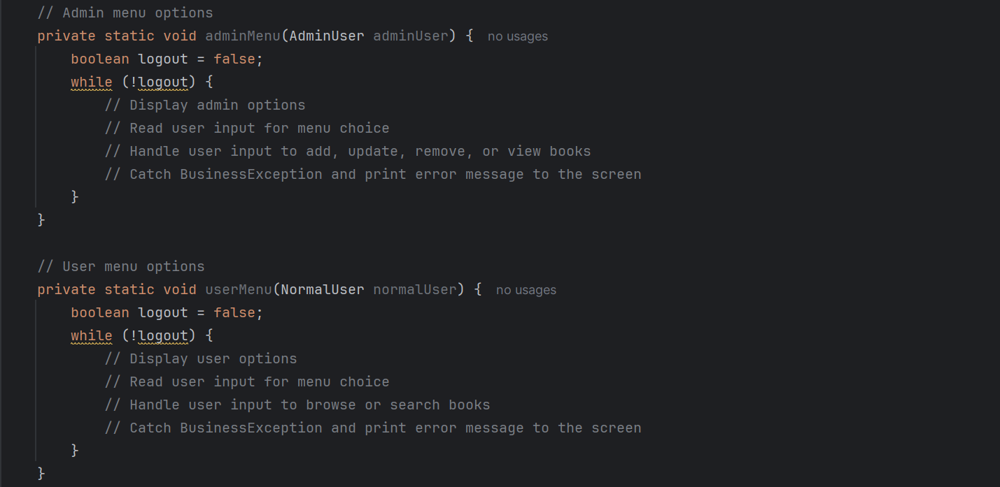 // Admin menu options
private static void adminMenu(AdminUser adminUser) { no usages
boolean logout = false;
while (!logout) {
// Display admin options
// Read user input for menu choice
// Handle user input to add, update, remove, or view books
// Catch BusinessException and print error message to the screen
}
}
// User menu options
private static void userMenu(NormalUser normalUser) { no usages
boolean logout = false;
while (!logout) {
// Display user options
// Read user input for menu choice
// Handle user input to browse or search books
// Catch BusinessException and print error message to the screen
}
}